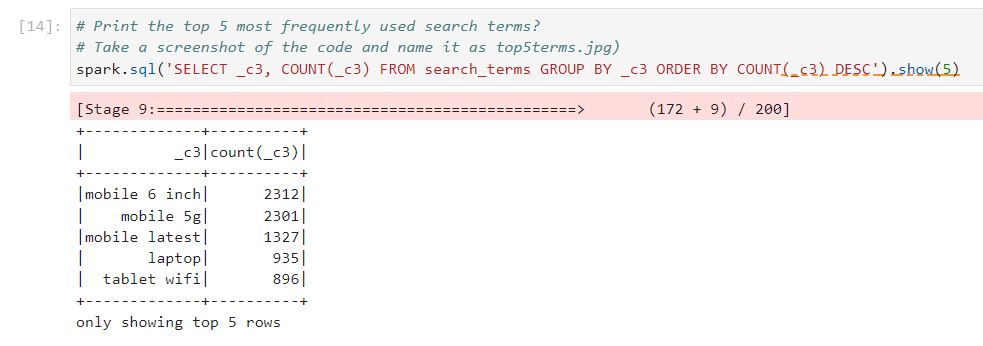 [14]: # Print the top 5 most frequently used search terms?
# Take a screenshot of the code and name it as top5terms.jpg)
spark.sql('SELECT _c3, COUNT(_c3) FROM search_terms GROUP BY _c3 ORDER BY COUNT(_c3) DESC').show(5)
[Stage 9:================================================>       (172 + 9) / 200]
+-------------+----------+
|          _c3|count(_c3)|
+-------------+----------+
|mobile 6 inch|      2312|
|    mobile 5g|      2301|
|mobile latest|      1327|
|       laptop|       935|
|  tablet wifi|       896|
+-------------+----------+
only showing top 5 rows